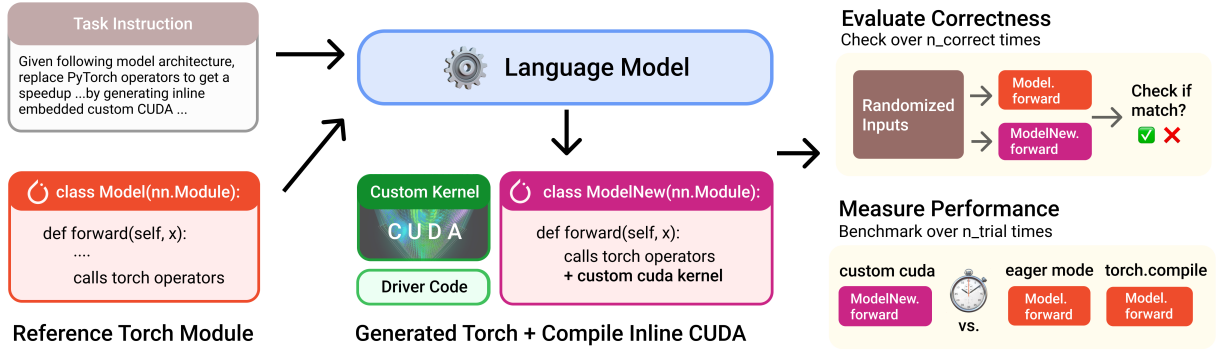 Task Instruction
Given following model architecture,
replace PyTorch operators to get a
speedup ...by generating inline
embedded custom CUDA ...
class Model(nn.Module):
def forward(self, x):
....
calls torch operators
Reference Torch Module
Language Model
Custom Kernel
CUDA
Driver Code
class ModelNew(nn.Module):
def forward(self, x):
calls torch operators
+ custom cuda kernel
Generated Torch + Compile Inline CUDA
Evaluate Correctness
Check over n_correct times
Randomized
Inputs
Model.
forward
ModelNew.
forward
Check if
match?
Measure Performance
Benchmark over n_trial times
custom cuda
ModelNew.
forward
vs.
eager mode
Model.
forward
torch.compile
Model.
forward